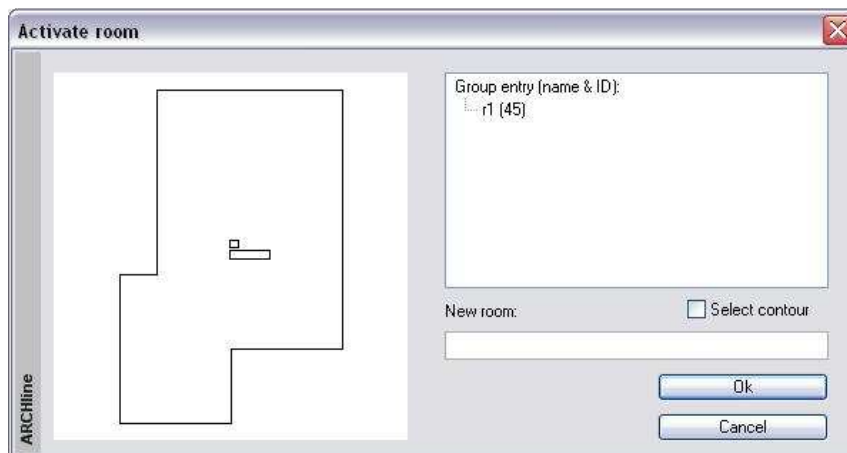 Activate room
Group entry (name & ID):
r1 (45)
New room:
Select contour
Ok
Cancel
ARCHline